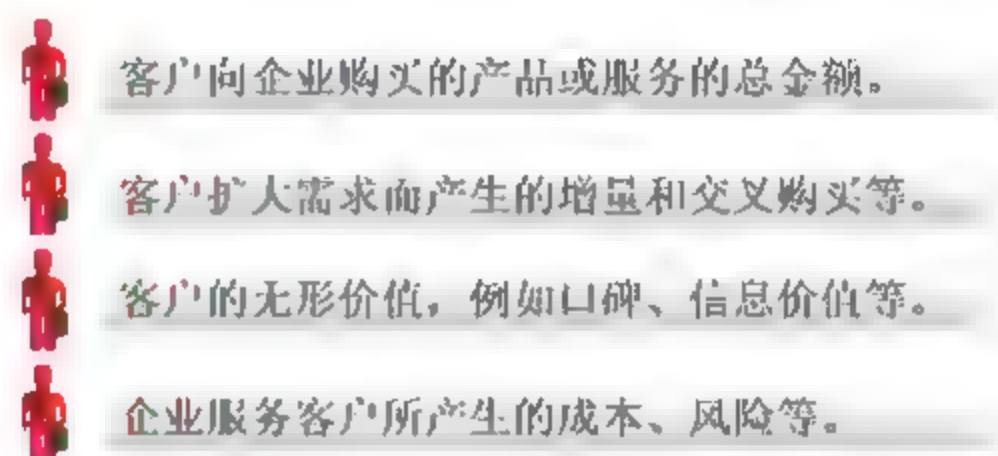 客户向企业购买的产品或服务的总金额。
客户扩大需求而产生的增量和交叉购买等。
客户的无形价值，例如口碑、信息价值等。
企业服务客户所产生的成本、风险等。